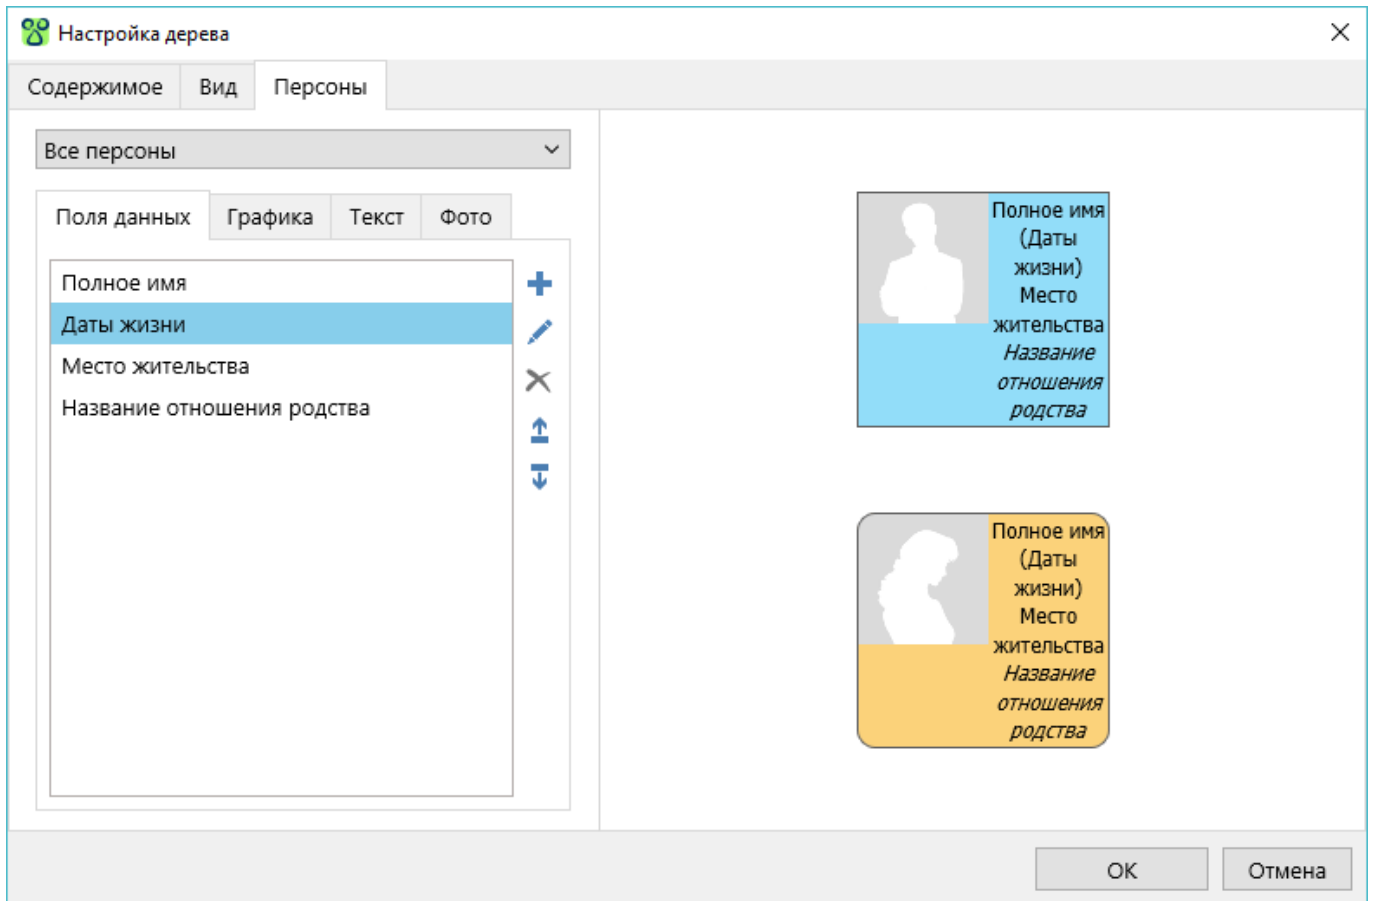 Настройка дерева
Содержимое
Вид
Персоны
Все персоны
Поля данных
Графика
Текст
Фото
Полное имя
Даты жизни
Место жительства
Название отношения родства
Полное имя
(Даты
жизни)
Место
жительства
Название
отношения
родства
Полное имя
(Даты
жизни)
Место
жительства
Название
отношения
родства
ОК
Отмена